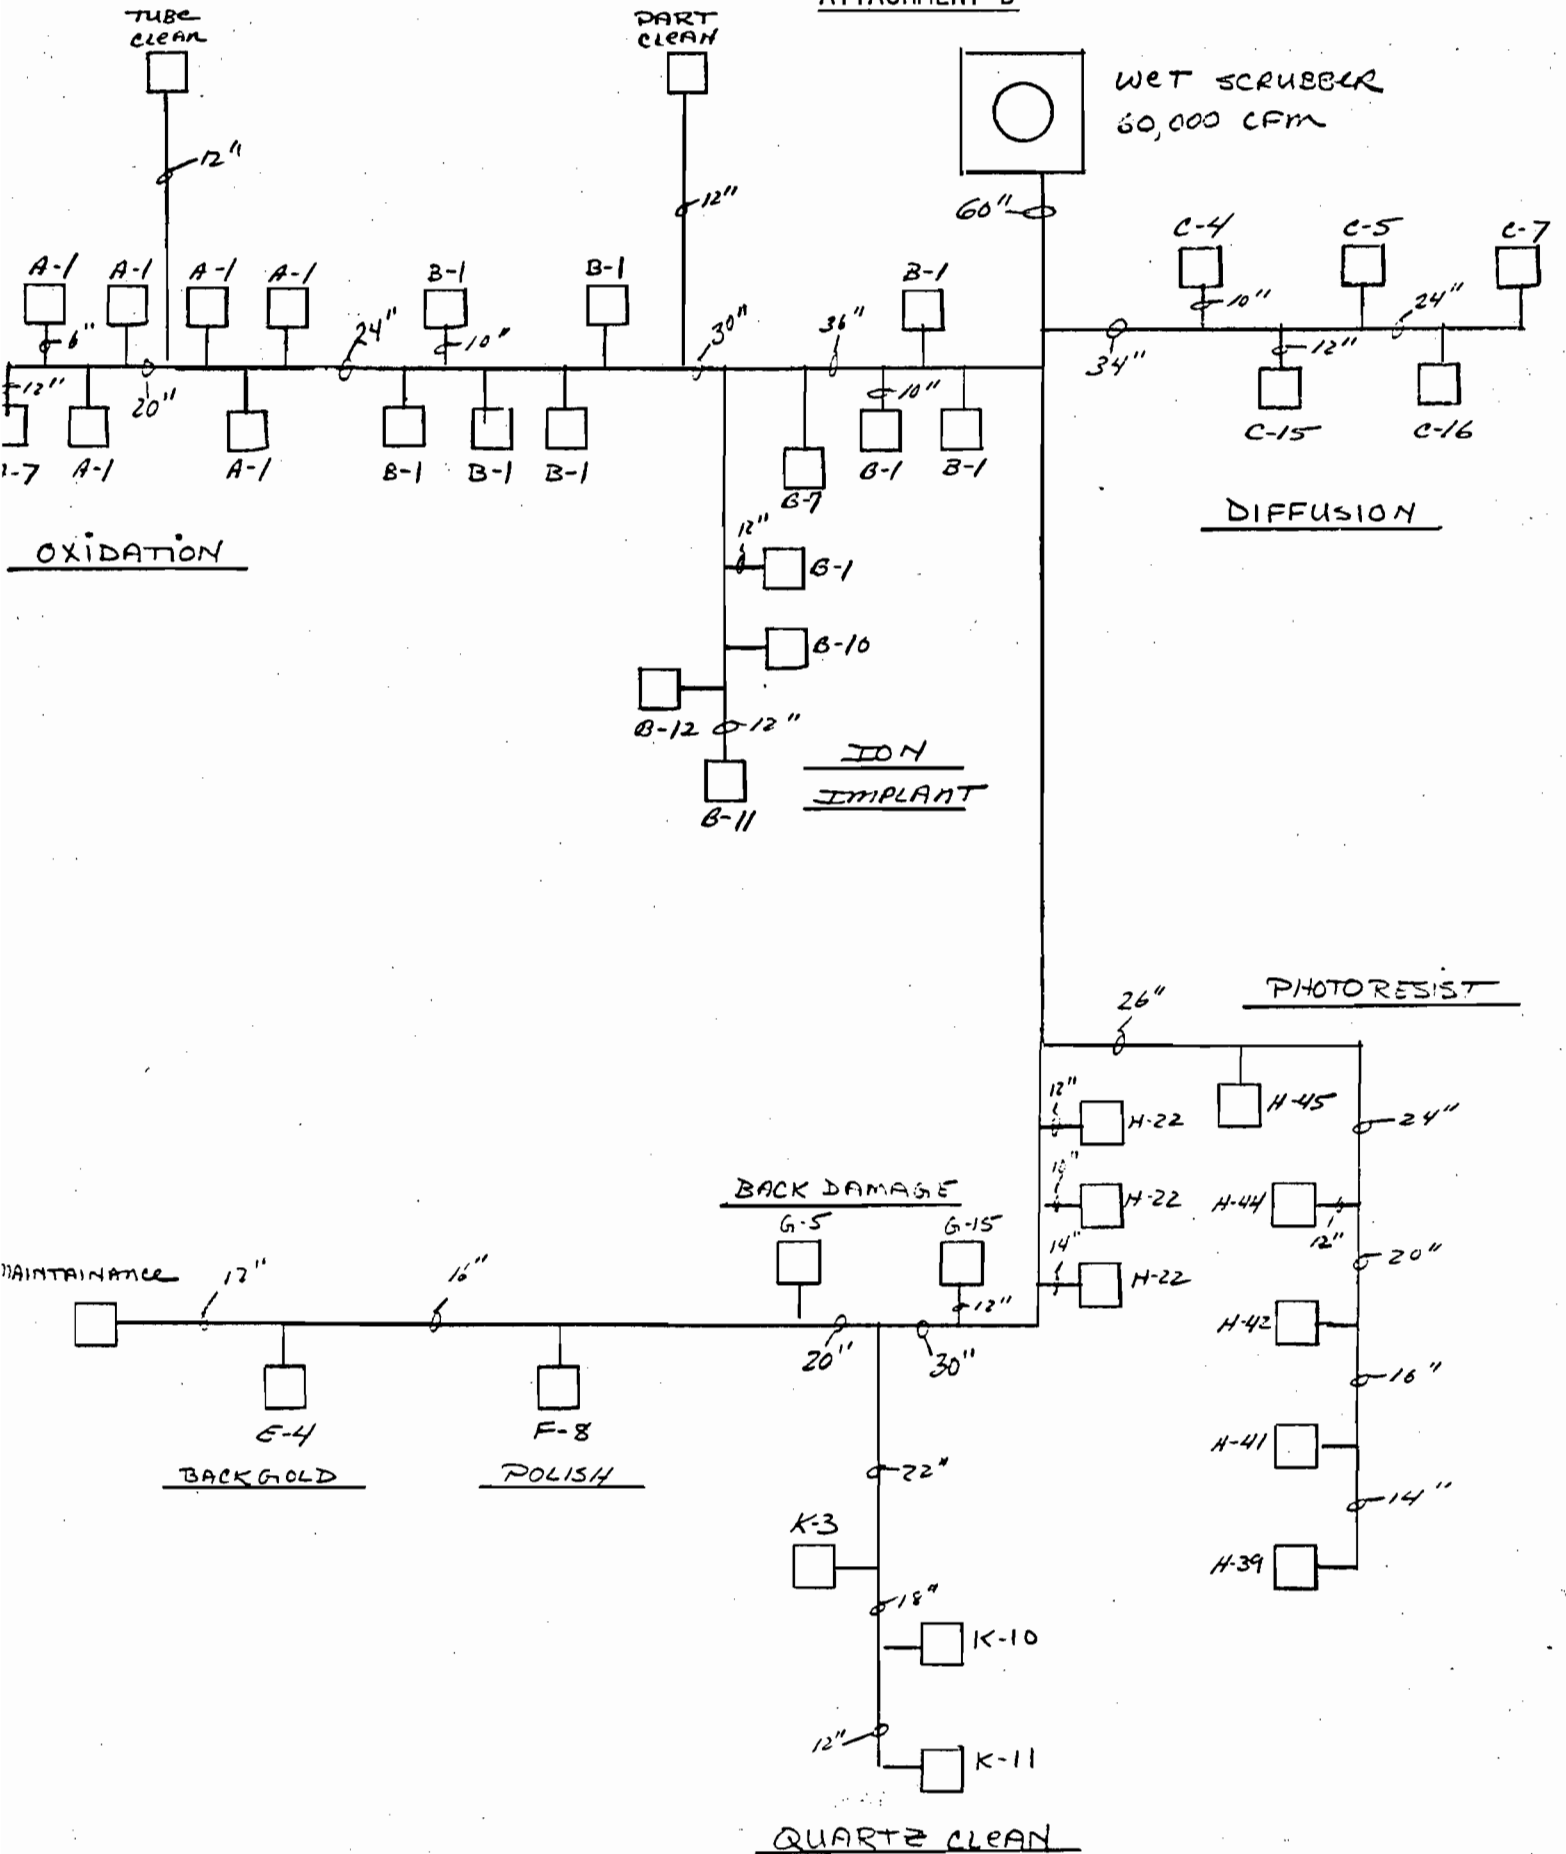 TUBE
CLEAN
PART
CLEAN
WET SCRUBBER
60,000 CFM
12"
12"
60"
C-4
C-5
C-7
A-1
A-1
A-1
A-1
B-1
B-1
B-1
6"
24"
10"
30"
36"
10"
24"
12"
20"
10"
34"
12"
A-1
A-1
B-1
B-1
B-1
B-7
B-1
B-1
C-15
C-16
OXIDATION
DIFFUSION
12"
B-1
B-10
B-12
12"
B-11
ION
IMPLANT
PHOTORESIST
26"
12"
H-22
H-45
24"
BACK DAMAGE
10"
H-22
H-44
12"
G-5
G-15
14"
H-22
20"
MAINTAINANCE
12"
16"
12"
H-42
20"
30"
16"
E-4
F-8
H-41
BACK GOLD
POLISH
22"
14"
K-3
H-39
18"
K-10
12"
K-11
QUARTZ CLEAN